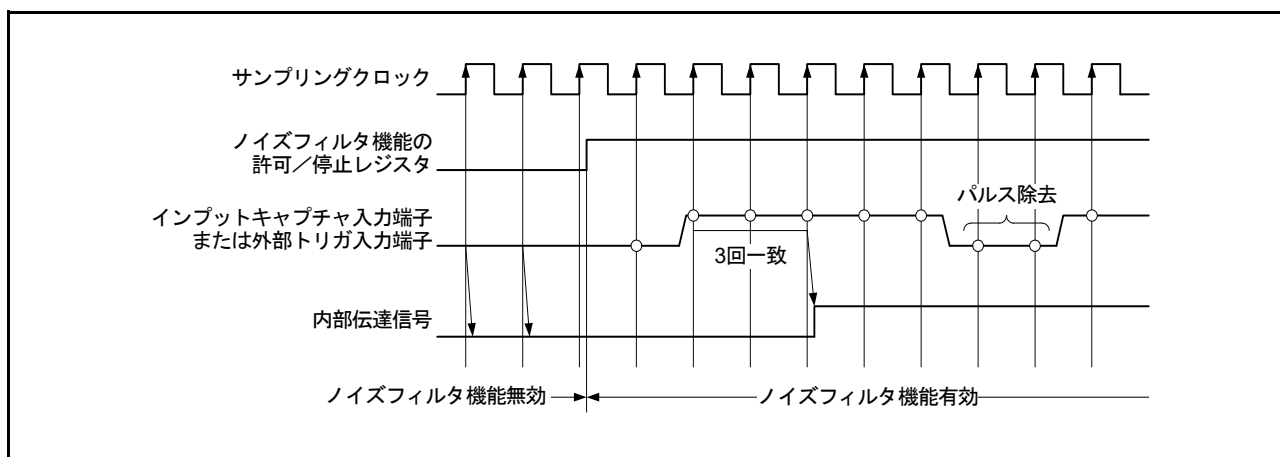 サンプリングクロック
ノイズフィルタ機能の
許可／停止レジスタ
インプットキャプチャ入力端子
または外部トリガ入力端子
パルス除去
3回一致
内部伝達信号
ノイズフィルタ機能無効
ノイズフィルタ機能有効